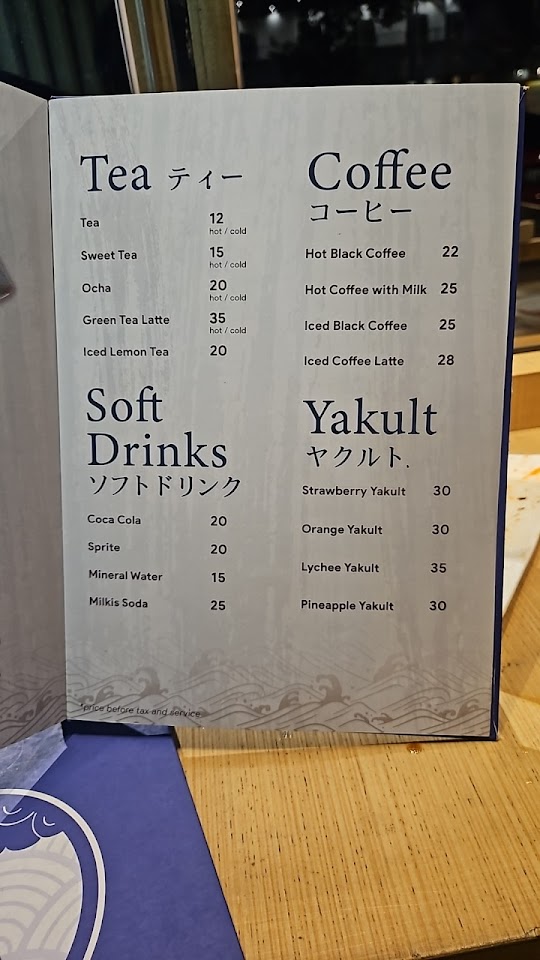 Tea ティー
Tea 12
hot / cold
Sweet Tea 15
hot / cold
Ocha 20
hot / cold
Green Tea Latte 35
hot / cold
Iced Lemon Tea 20
Soft
Drinks
ソフトドリンク
Coca Cola 20
Sprite 20
Mineral Water 15
Milkis Soda 25
*price before tax and service
Coffee
コーヒー
Hot Black Coffee 22
Hot Coffee with Milk 25
Iced Black Coffee 25
Iced Coffee Latte 28
Yakult
ヤクルト.
Strawberry Yakult 30
Orange Yakult 30
Lychee Yakult 35
Pineapple Yakult 30